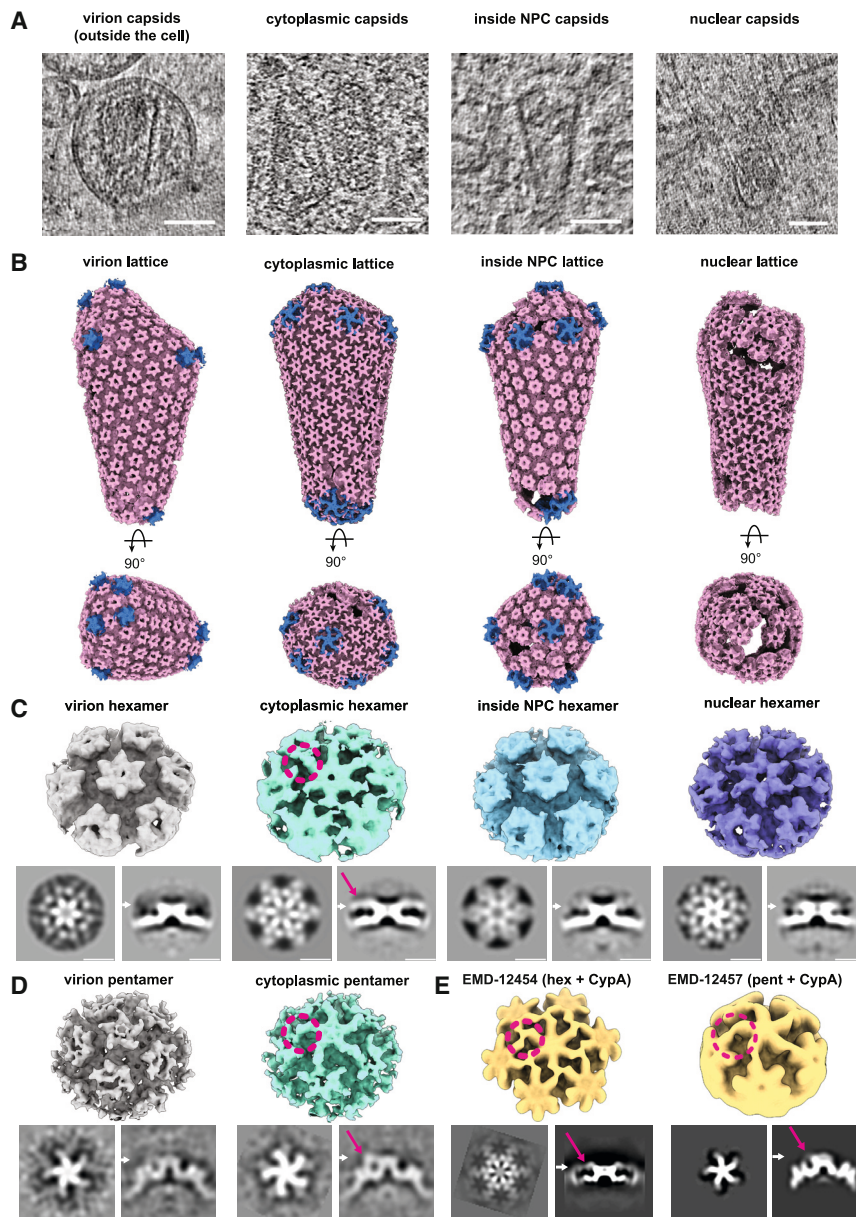 A
virion capsids
(outside the cell)
cytoplasmic capsids
inside NPC capsids
nuclear capsids
B
virion lattice
cytoplasmic lattice
inside NPC lattice
nuclear lattice
90°
90°
90°
90°
C
virion hexamer
cytoplasmic hexamer
inside NPC hexamer
nuclear hexamer
D
virion pentamer
cytoplasmic pentamer
E
EMD-12454 (hex + CypA)
EMD-12457 (pent + CypA)